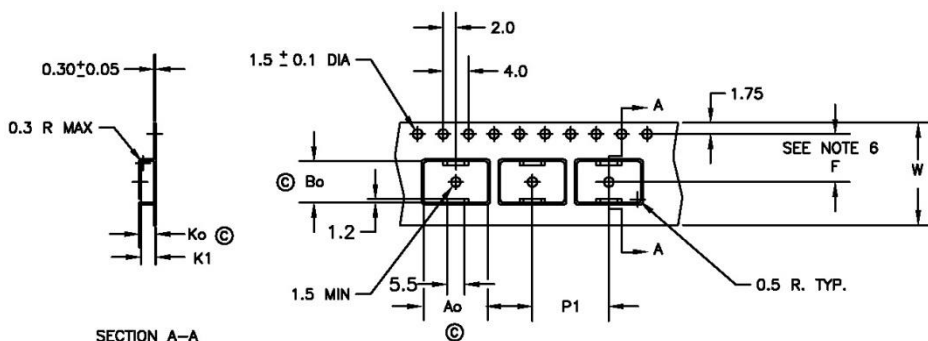 2.0
1.5 ± 0.1 DIA
4.0
0.30±0.05
A
1.75
0.3 R MAX
SEE NOTE 6
F
W
Ⓒ Bo
1.2
Ko Ⓒ
K1
A
5.5
1.5 MIN
0.5 R. TYP.
Ao
P1
Ⓒ
SECTION A-A